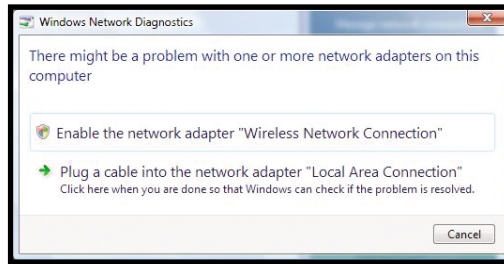 Windows Network Diagnostics
There might be a problem with one or more network adapters on this
computer
Enable the network adapter "Wireless Network Connection"
Plug a cable into the network adapter "Local Area Connection"
Click here when you are done so that Windows can check if the problem is resolved.
Cancel